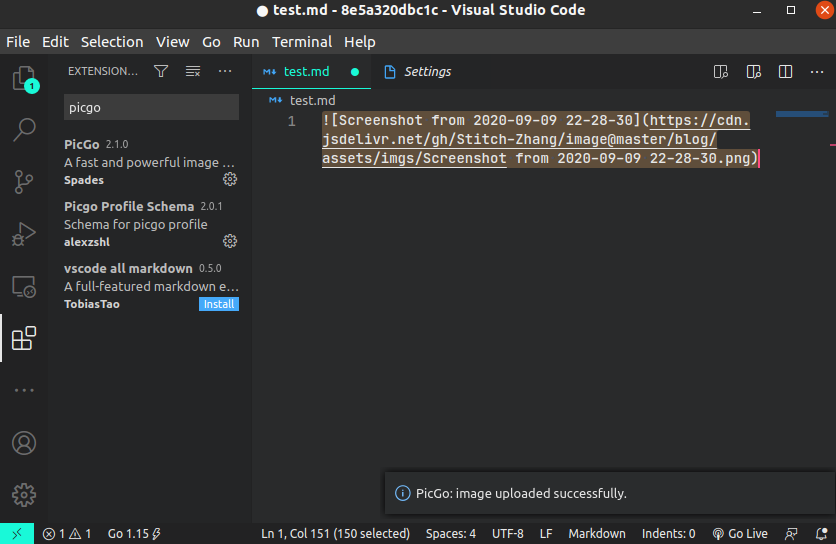 ● test.md - 8e5a320dbc1c - Visual Studio Code
File Edit Selection View Go Run Terminal Help
EXTENSION...
test.md ●
Settings
1
picgo
PicGo 2.1.0
A fast and powerful image ...
Spades
Picgo Profile Schema 2.0.1
Schema for picgo profile
alexzshl
vscode all markdown 0.5.0
A full-featured markdown e...
TobiasTao
Install
test.md
1
![Screenshot from 2020-09-09 22-28-30](https://cdn.
jsdelivr.net/gh/Stitch-Zhang/image@master/blog/
assets/imgs/Screenshot from 2020-09-09 22-28-30.png)
PicGo: image uploaded successfully.
1 1 Go 1.15 Ln 1, Col 151 (150 selected) Spaces: 4 UTF-8 LF Markdown Indents: 0 Go Live